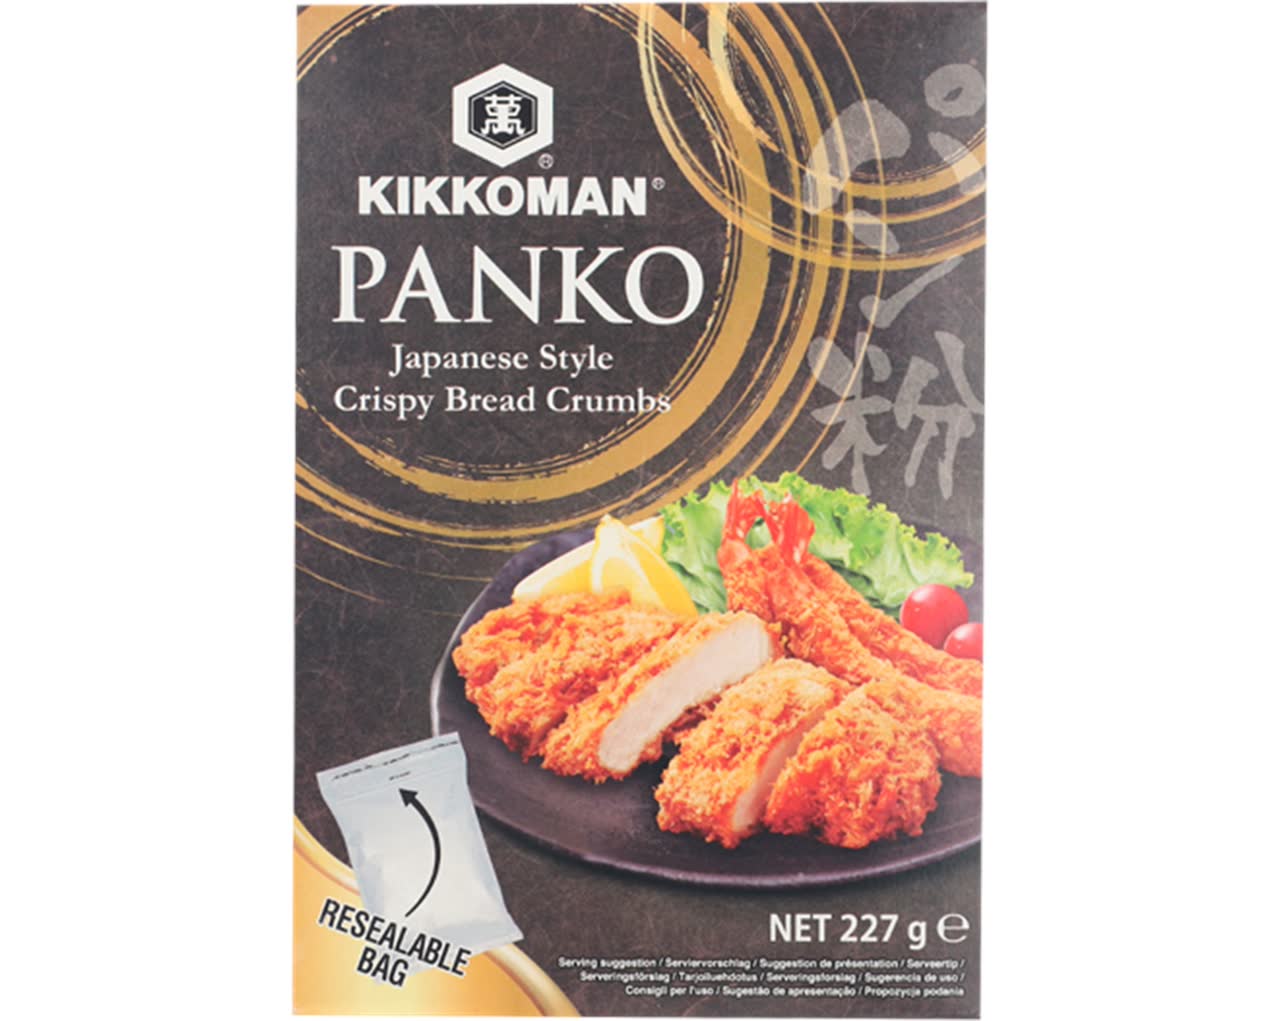 萬
®
KIKKOMAN®
PANKO
Japanese Style
Crispy Bread Crumbs
パン粉
RESEALABLE
BAG
NET 227 g ℮
Serving suggestion / Serviervorschlag / Suggestion de présentation / Serveertip /
Serveringsförslag / Tarjoiluehdotus / Serveringsforslag / Sugerencia de uso /
Consigli per l'uso / Sugestão de apresentação / Propozycja podania